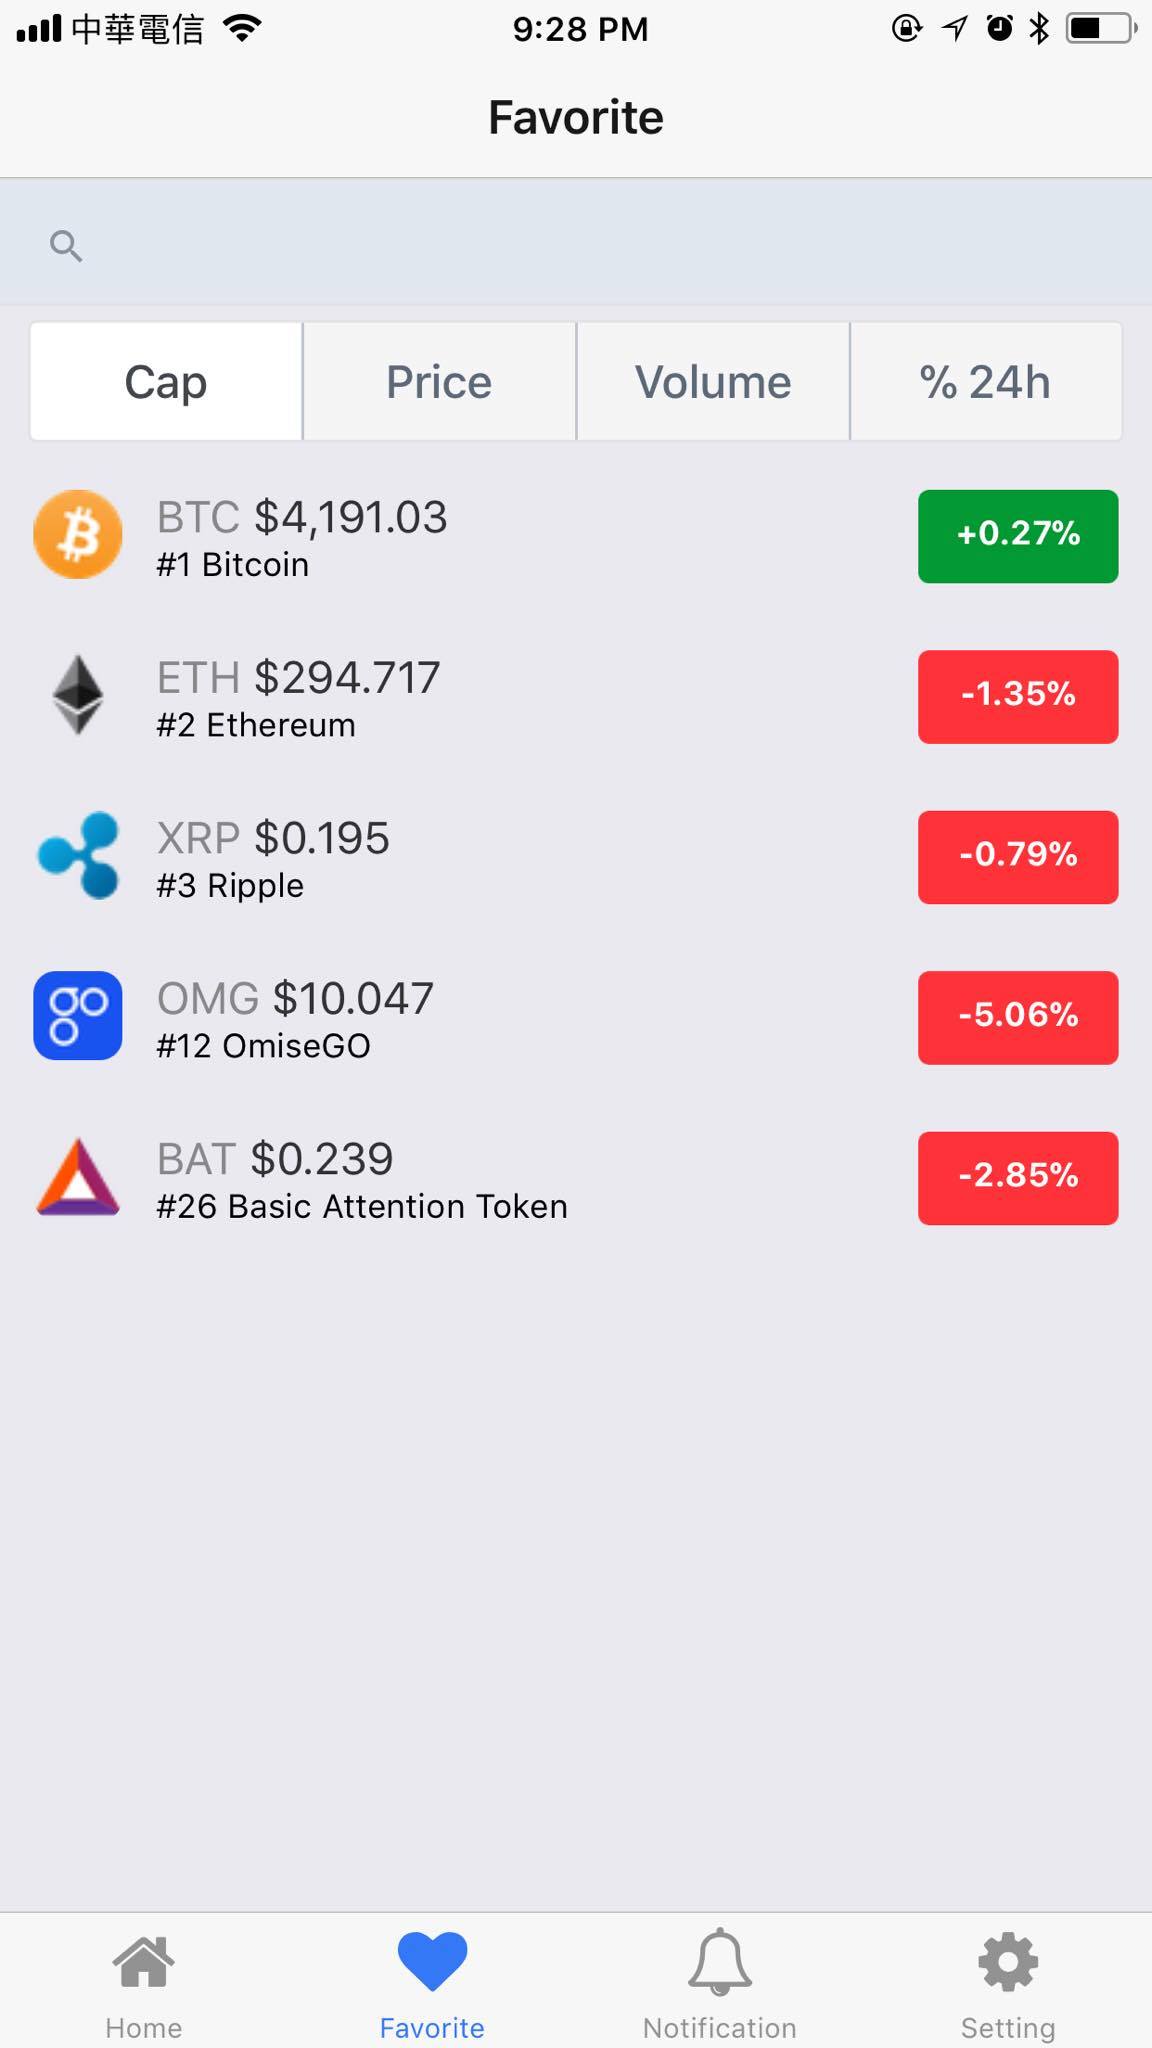 中華電信 9:28 PM
Favorite
Cap Price Volume % 24h
BTC $4,191.03
#1 Bitcoin
+0.27%
ETH $294.717
#2 Ethereum
-1.35%
XRP $0.195
#3 Ripple
-0.79%
OMG $10.047
#12 OmiseGO
-5.06%
BAT $0.239
#26 Basic Attention Token
-2.85%
Home Favorite Notification Setting